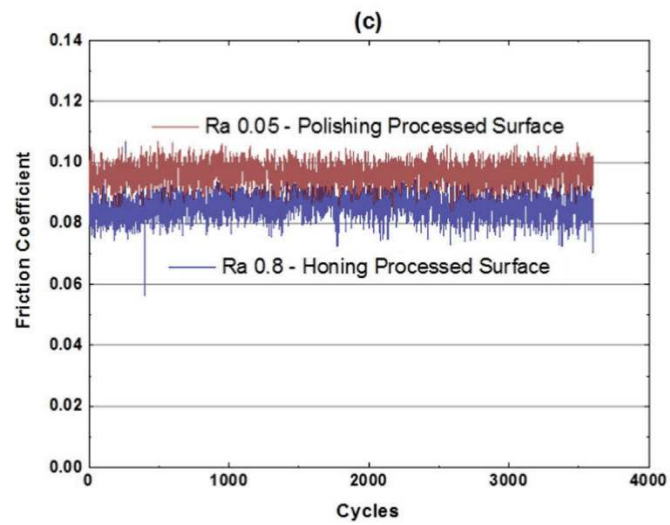 (c)
0.14
0.12
Ra 0.05 - Polishing Processed Surface
0.10
0.08
Ra 0.8 - Honing Processed Surface
0.06
0.04
0.02
0.00
Friction Coefficient
0 1000 2000 3000 4000
Cycles